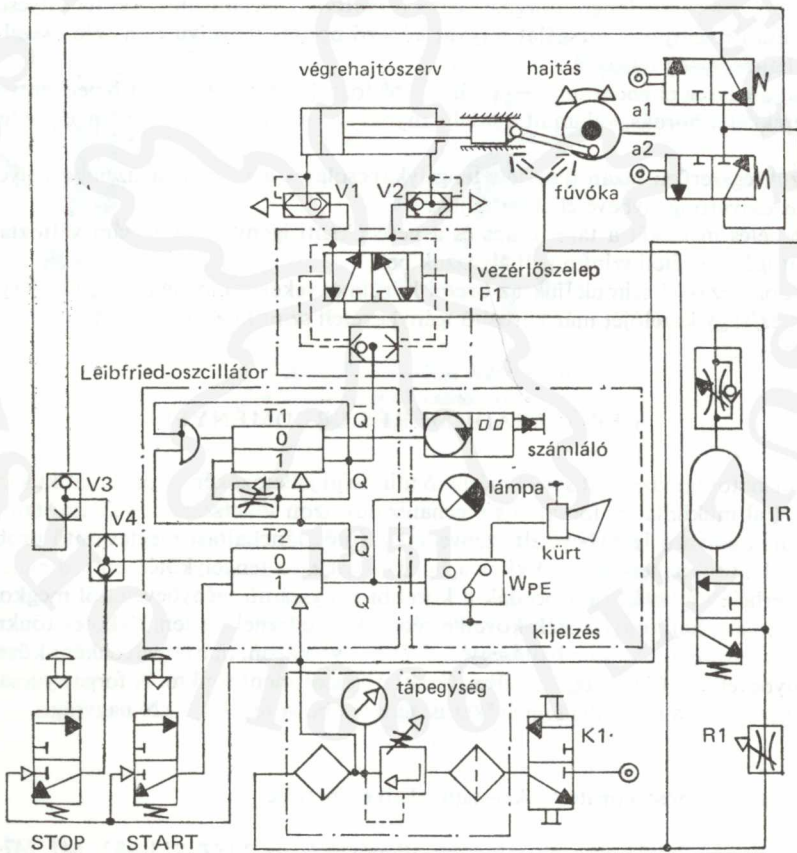 végrehajtószerv
hajtás
a1
a2
N
M
V1
V2
fúvóka
vezérlőszelep
F1
Leibfried-oszcillátor
T1
0
1
Q̄
Q
számláló
lámpa
kürt
V3
V4
T2
0
1
Q̄
Q
WPE
kijelzés
IR
tápegység
K1
R1
STOP
START